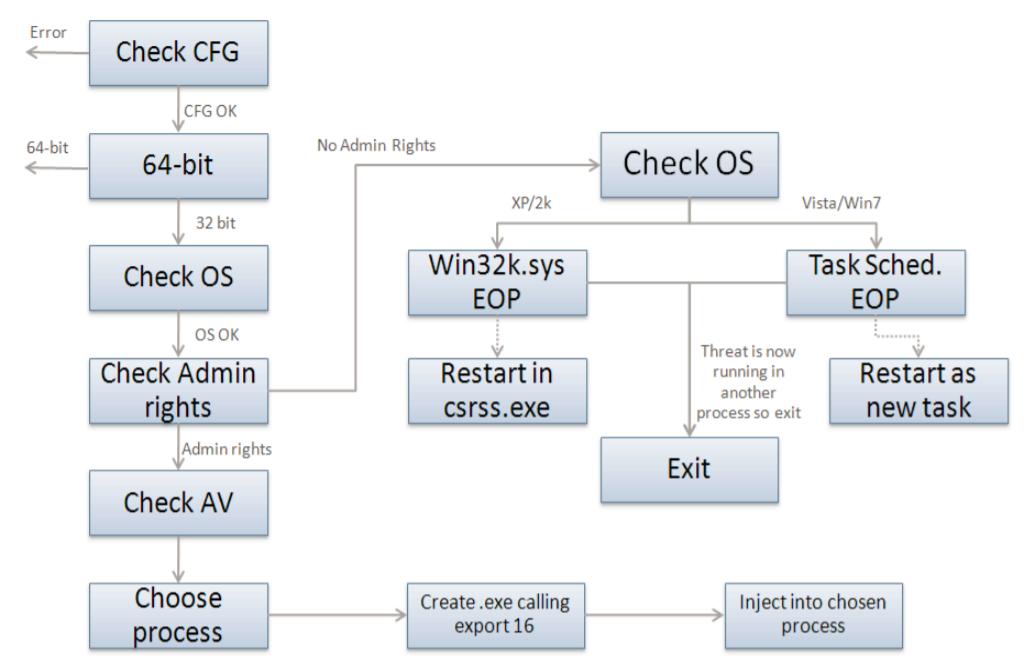 Error
Check CFG
CFG OK
64-bit
64-bit
No Admin Rights
Check OS
32 bit
XP/2k
Vista/Win7
Check OS
Win32k.sys
EOP
Task Sched.
EOP
OS OK
Check Admin
rights
Restart in
csrss.exe
Threat is now
running in
another
process so exit
Restart as
new task
Admin rights
Check AV
Exit
Choose
process
Create .exe calling
export 16
Inject into chosen
process